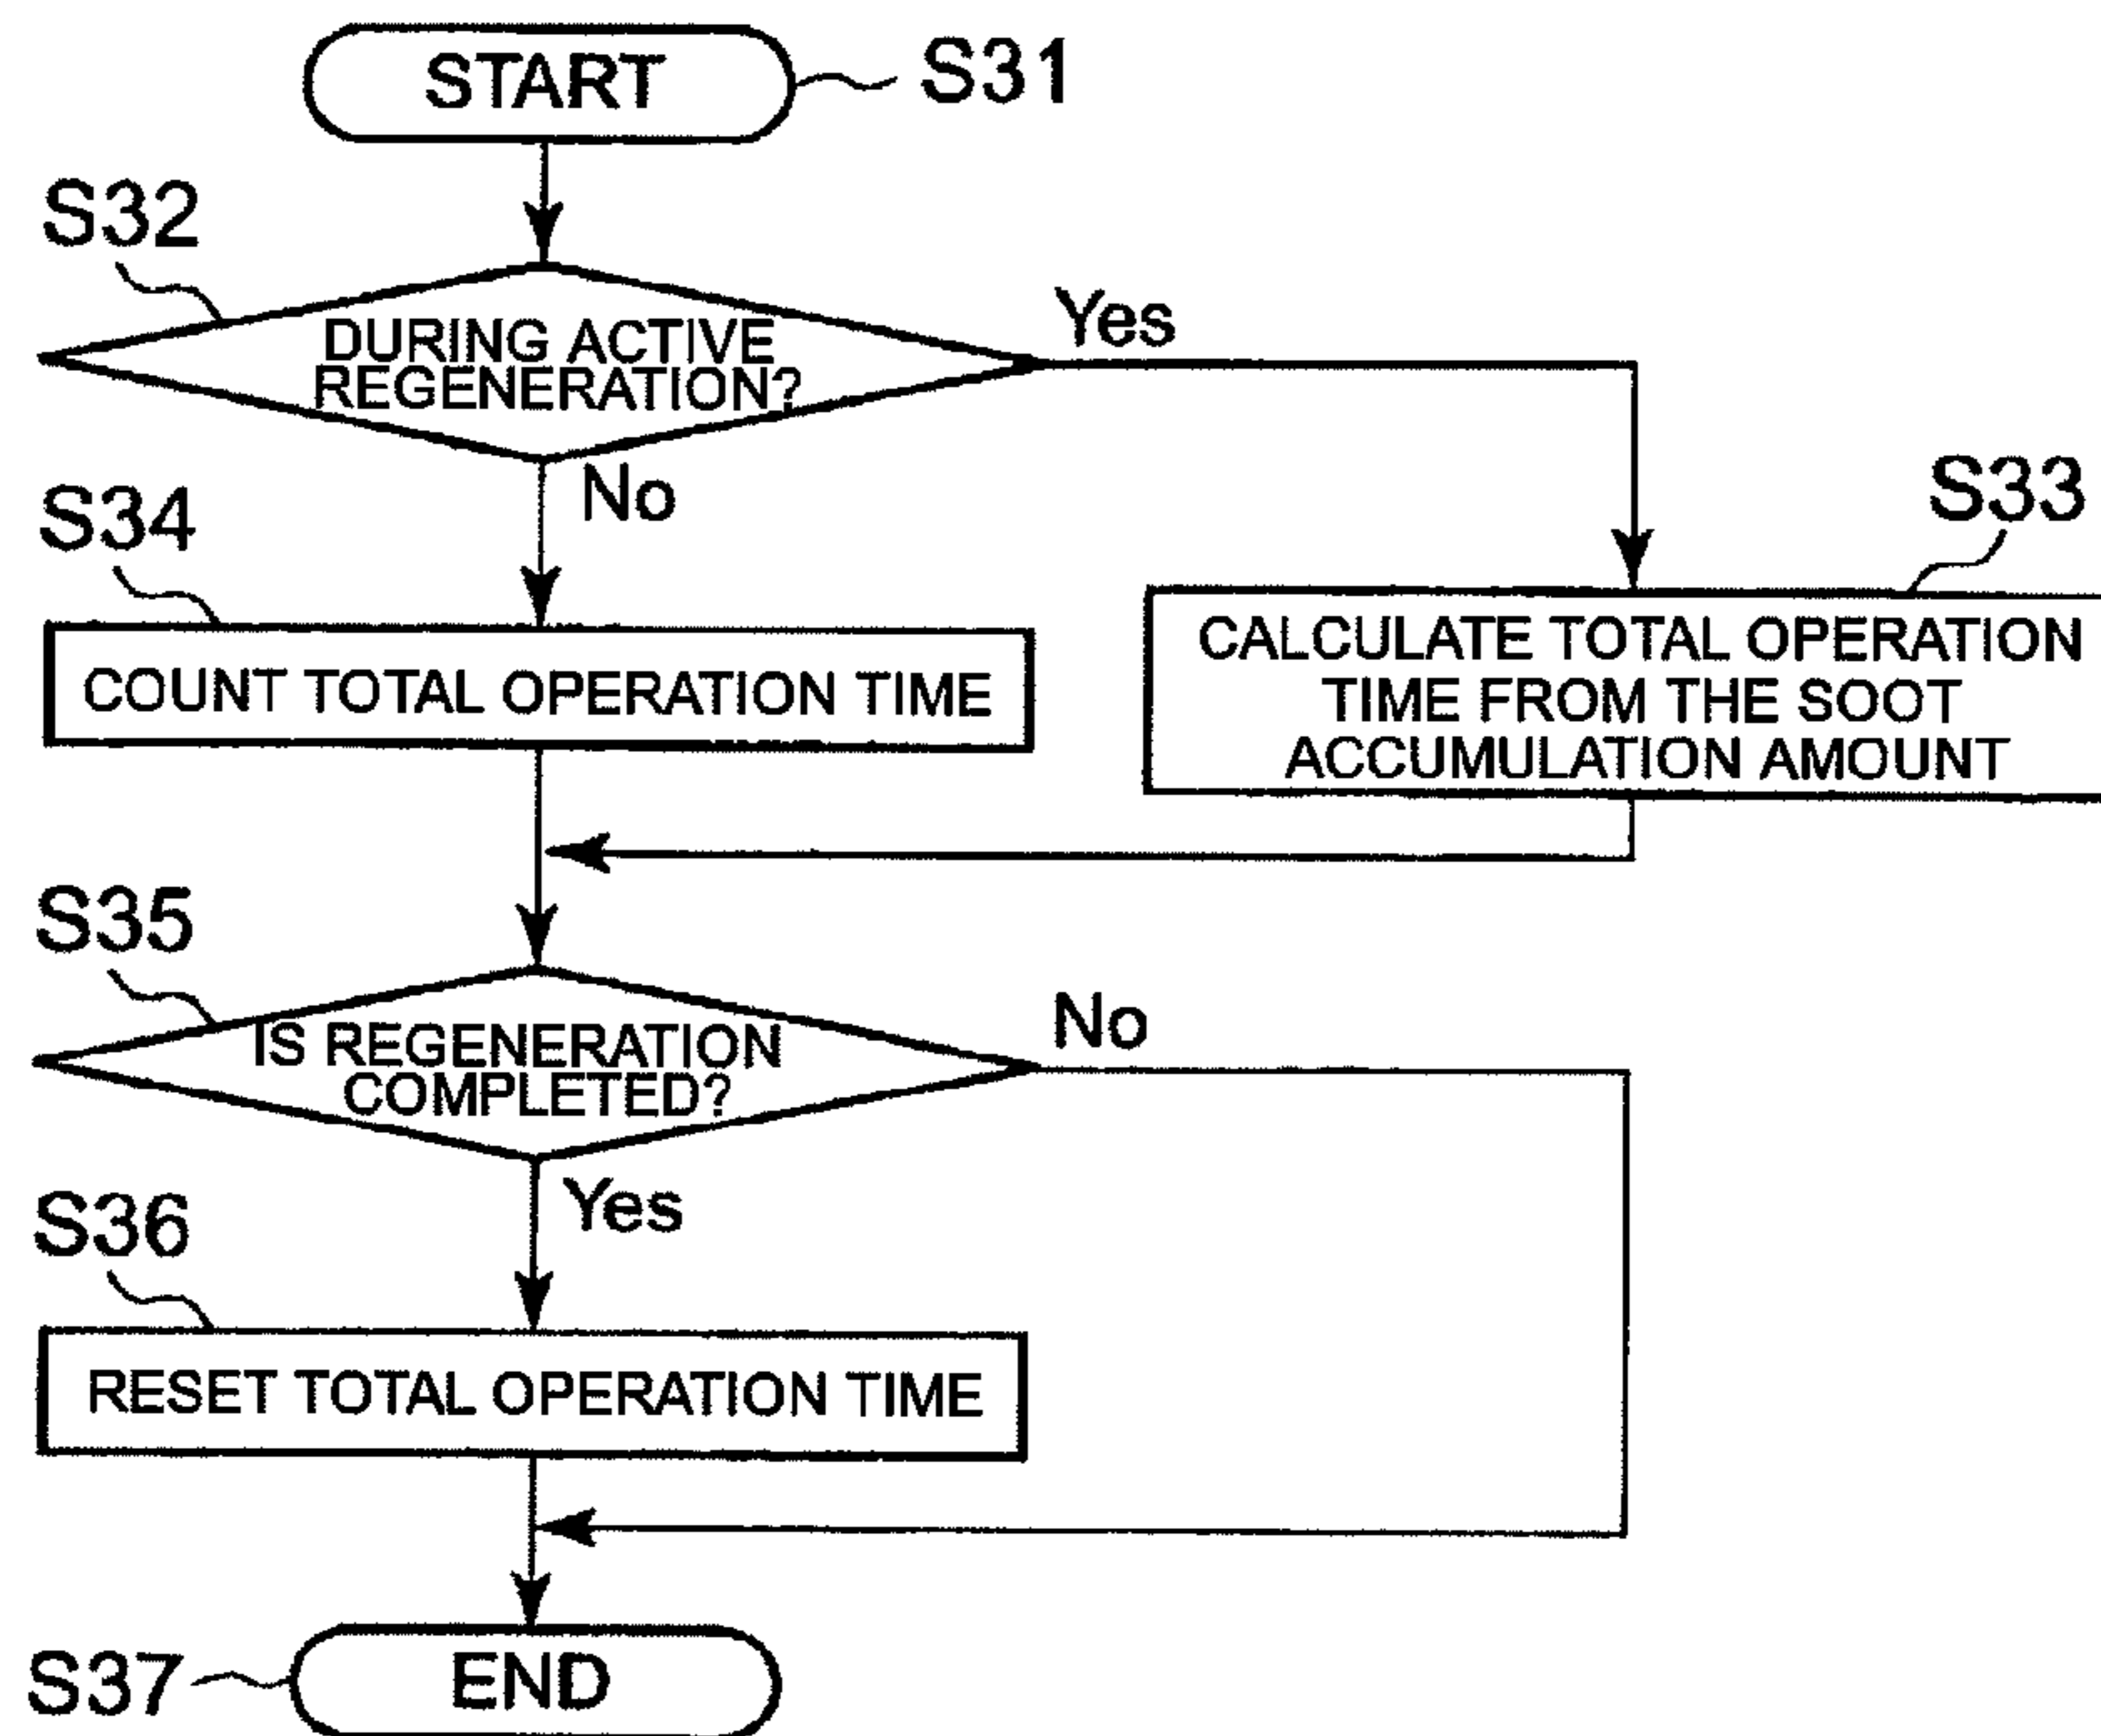 START
S31
S32
DURING ACTIVE
REGENERATION?
Yes
No
S34
S33
COUNT TOTAL OPERATION TIME
CALCULATE TOTAL OPERATION
TIME FROM THE SOOT
ACCUMULATION AMOUNT
S35
IS REGENERATION
COMPLETED?
No
Yes
S36
RESET TOTAL OPERATION TIME
S37
END